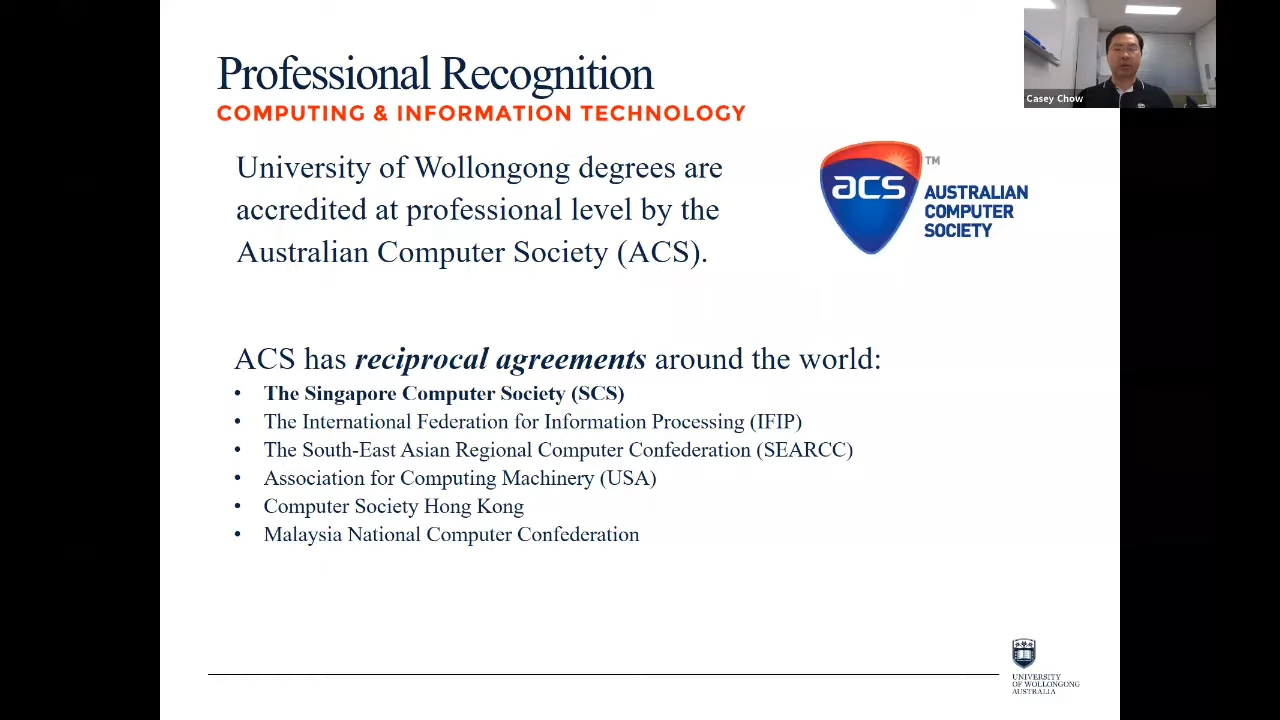 Professional Recognition
COMPUTING & INFORMATION TECHNOLOGY
Casey Chow
University of Wollongong degrees are
accredited at professional level by the
Australian Computer Society (ACS).
acs
TM
AUSTRALIAN
COMPUTER
SOCIETY
ACS has reciprocal agreements around the world:
• The Singapore Computer Society (SCS)
• The International Federation for Information Processing (IFIP)
• The South-East Asian Regional Computer Confederation (SEARCC)
• Association for Computing Machinery (USA)
• Computer Society Hong Kong
• Malaysia National Computer Confederation
UNIVERSITY
OF WOLLONGONG
AUSTRALIA